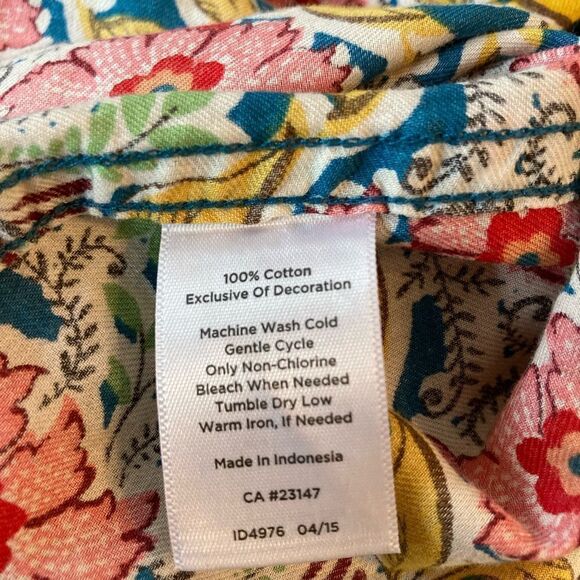 100% Cotton
Exclusive Of Decoration
Machine Wash Cold
Gentle Cycle
Only Non-Chlorine
Bleach When Needed
Tumble Dry Low
Warm Iron, If Needed
Made In Indonesia
CA #23147
ID4976 04/15